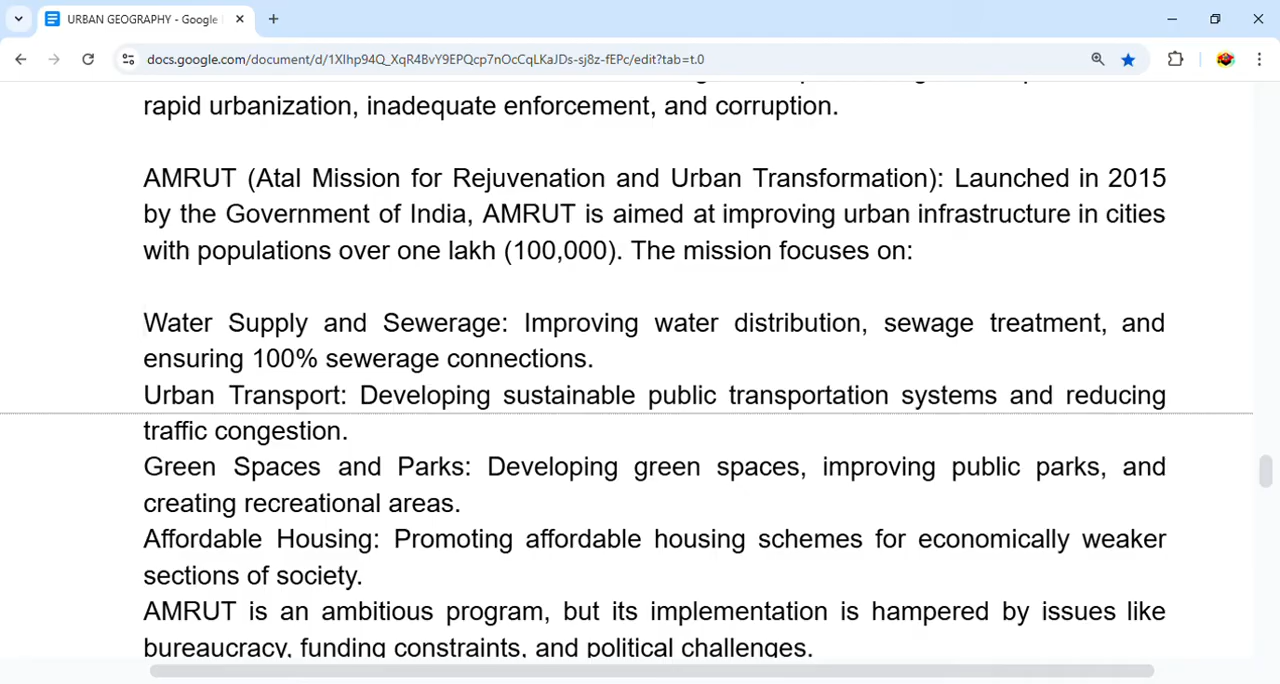 URBAN GEOGRAPHY - Google
docs.google.com/document/d/1XIhp94Q_XqR4BvY9EPQcp7nOcCqLKaJDs-sj8z-fEPc/edit?tab=t.0
rapid urbanization, inadequate enforcement, and corruption.
AMRUT (Atal Mission for Rejuvenation and Urban Transformation): Launched in 2015
by the Government of India, AMRUT is aimed at improving urban infrastructure in cities
with populations over one lakh (100,000). The mission focuses on:
Water Supply and Sewerage: Improving water distribution, sewage treatment, and
ensuring 100% sewerage connections.
Urban Transport: Developing sustainable public transportation systems and reducing
traffic congestion.
Green Spaces and Parks: Developing green spaces, improving public parks, and
creating recreational areas.
Affordable Housing: Promoting affordable housing schemes for economically weaker
sections of society.
AMRUT is an ambitious program, but its implementation is hampered by issues like
bureaucracy, funding constraints, and political challenges.